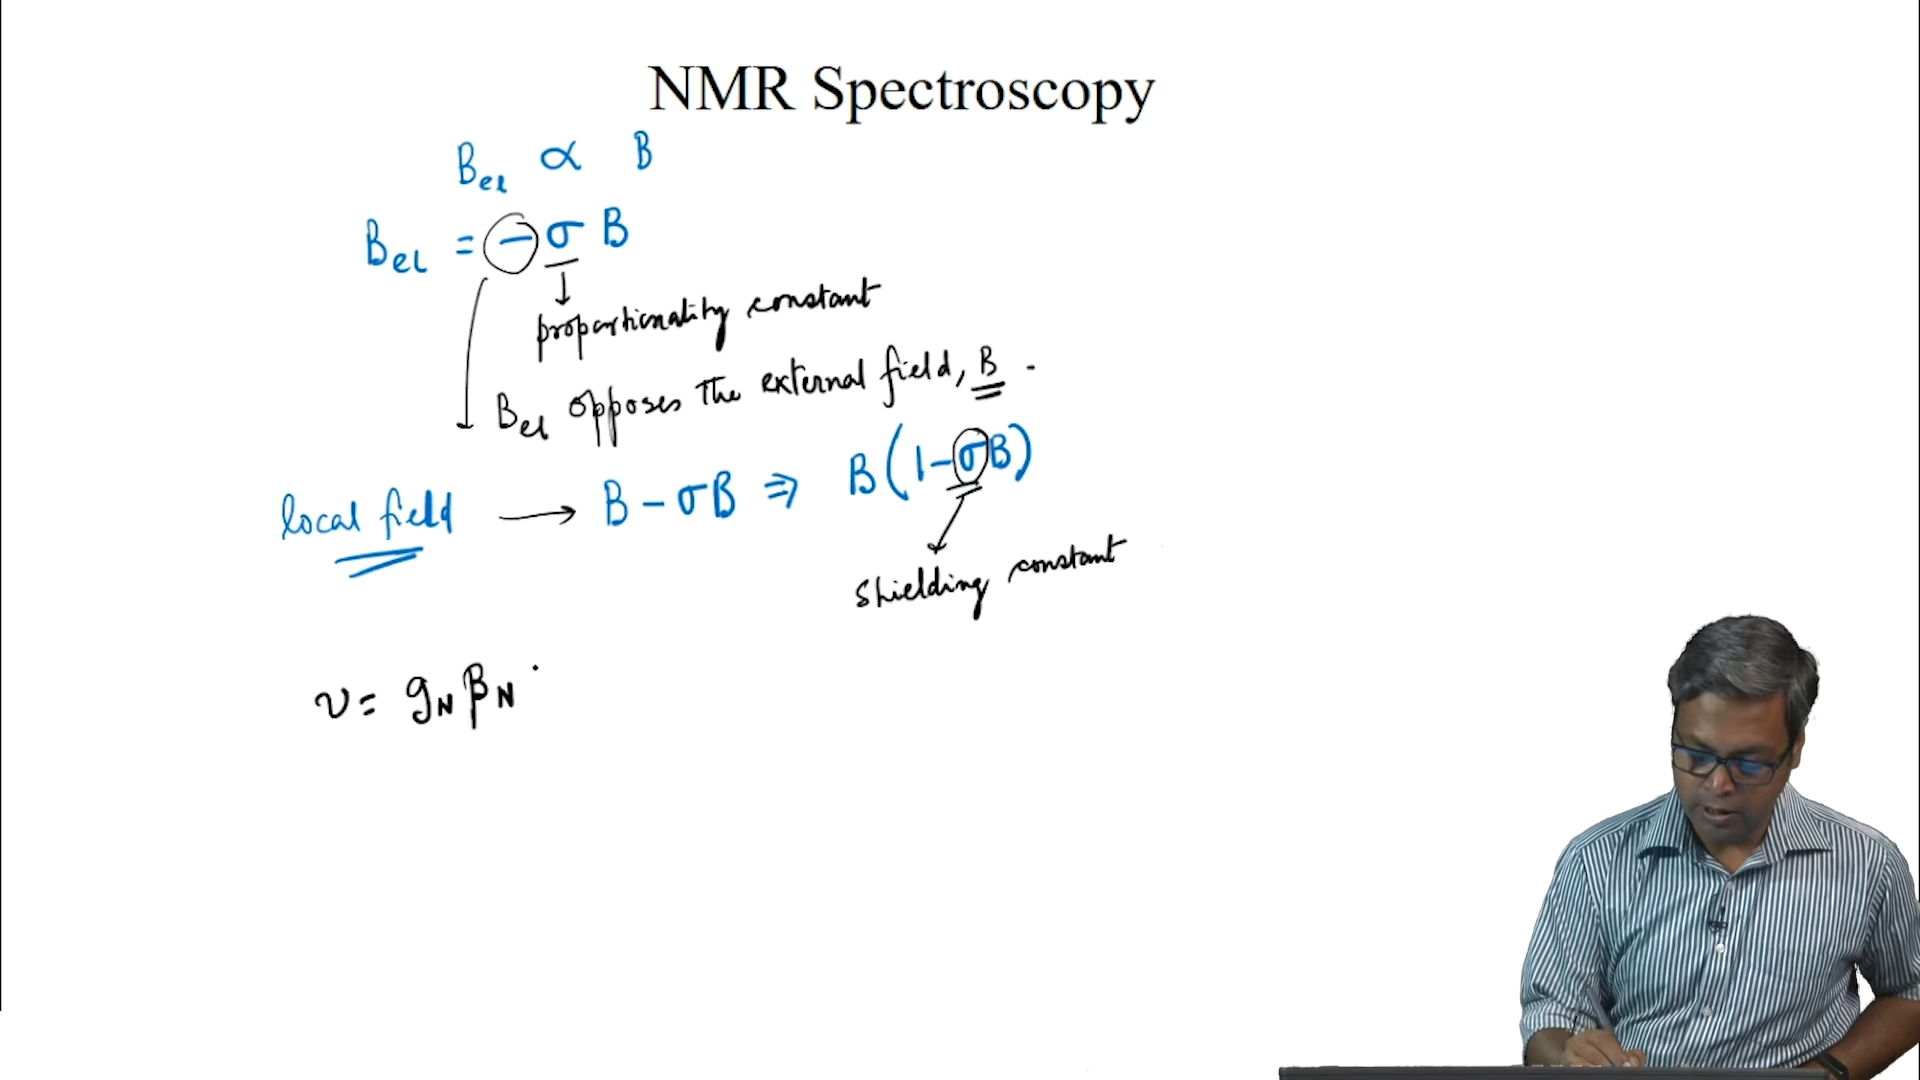 NMR Spectroscopy
Bel ∝ B
Bel = - σ B
proportionality constant
Bel opposes the external field, B .
local field → B - σB ⇒ B(1-σB)
Shielding constant
ν = gN βN